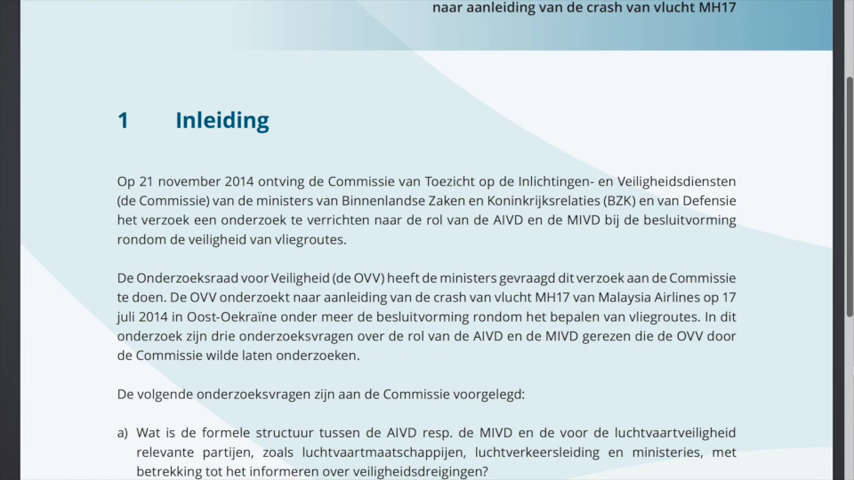 naar aanleiding van de crash van vlucht MH17
1 Inleiding
Op 21 november 2014 ontving de Commissie van Toezicht op de Inlichtingen- en Veiligheidsdiensten
(de Commissie) van de ministers van Binnenlandse Zaken en Koninkrijksrelaties (BZK) en van Defensie
het verzoek een onderzoek te verrichten naar de rol van de AIVD en de MIVD bij de besluitvorming
rondom de veiligheid van vliegroutes.
De Onderzoeksraad voor Veiligheid (de OVV) heeft de ministers gevraagd dit verzoek aan de Commissie
te doen. De OVV onderzoekt naar aanleiding van de crash van vlucht MH17 van Malaysia Airlines op 17
juli 2014 in Oost-Oekraïne onder meer de besluitvorming rondom het bepalen van vliegroutes. In dit
onderzoek zijn drie onderzoeksvragen over de rol van de AIVD en de MIVD gerezen die de OVV door
de Commissie wilde laten onderzoeken.
De volgende onderzoeksvragen zijn aan de Commissie voorgelegd:
a) Wat is de formele structuur tussen de AIVD resp. de MIVD en de voor de luchtvaartveiligheid
relevante partijen, zoals luchtvaartmaatschappijen, luchtverkeersleiding en ministeries, met
betrekking tot het informeren over veiligheidsdreigingen?